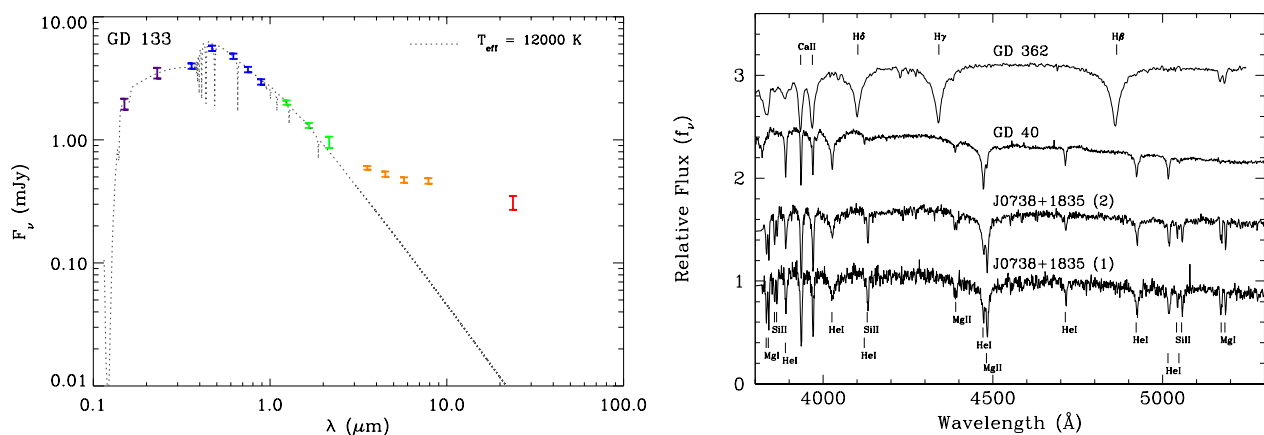 GD 133
T_eff = 12000 K
10.00
1.00
0.10
0.01
F_ν (mJy)
0.1
1.0
10.0
100.0
λ (μm)
Hδ
Hγ
Hβ
CaII
GD 362
GD 40
J0738+1835 (2)
J0738+1835 (1)
SiII
MgI
HeI
HeI
SiII
HeI
MgII
HeI
MgII
HeI
HeI
SiII
HeI
MgI
3
2
1
0
Relative Flux (f_ν)
4000
4500
5000
Wavelength (Å)